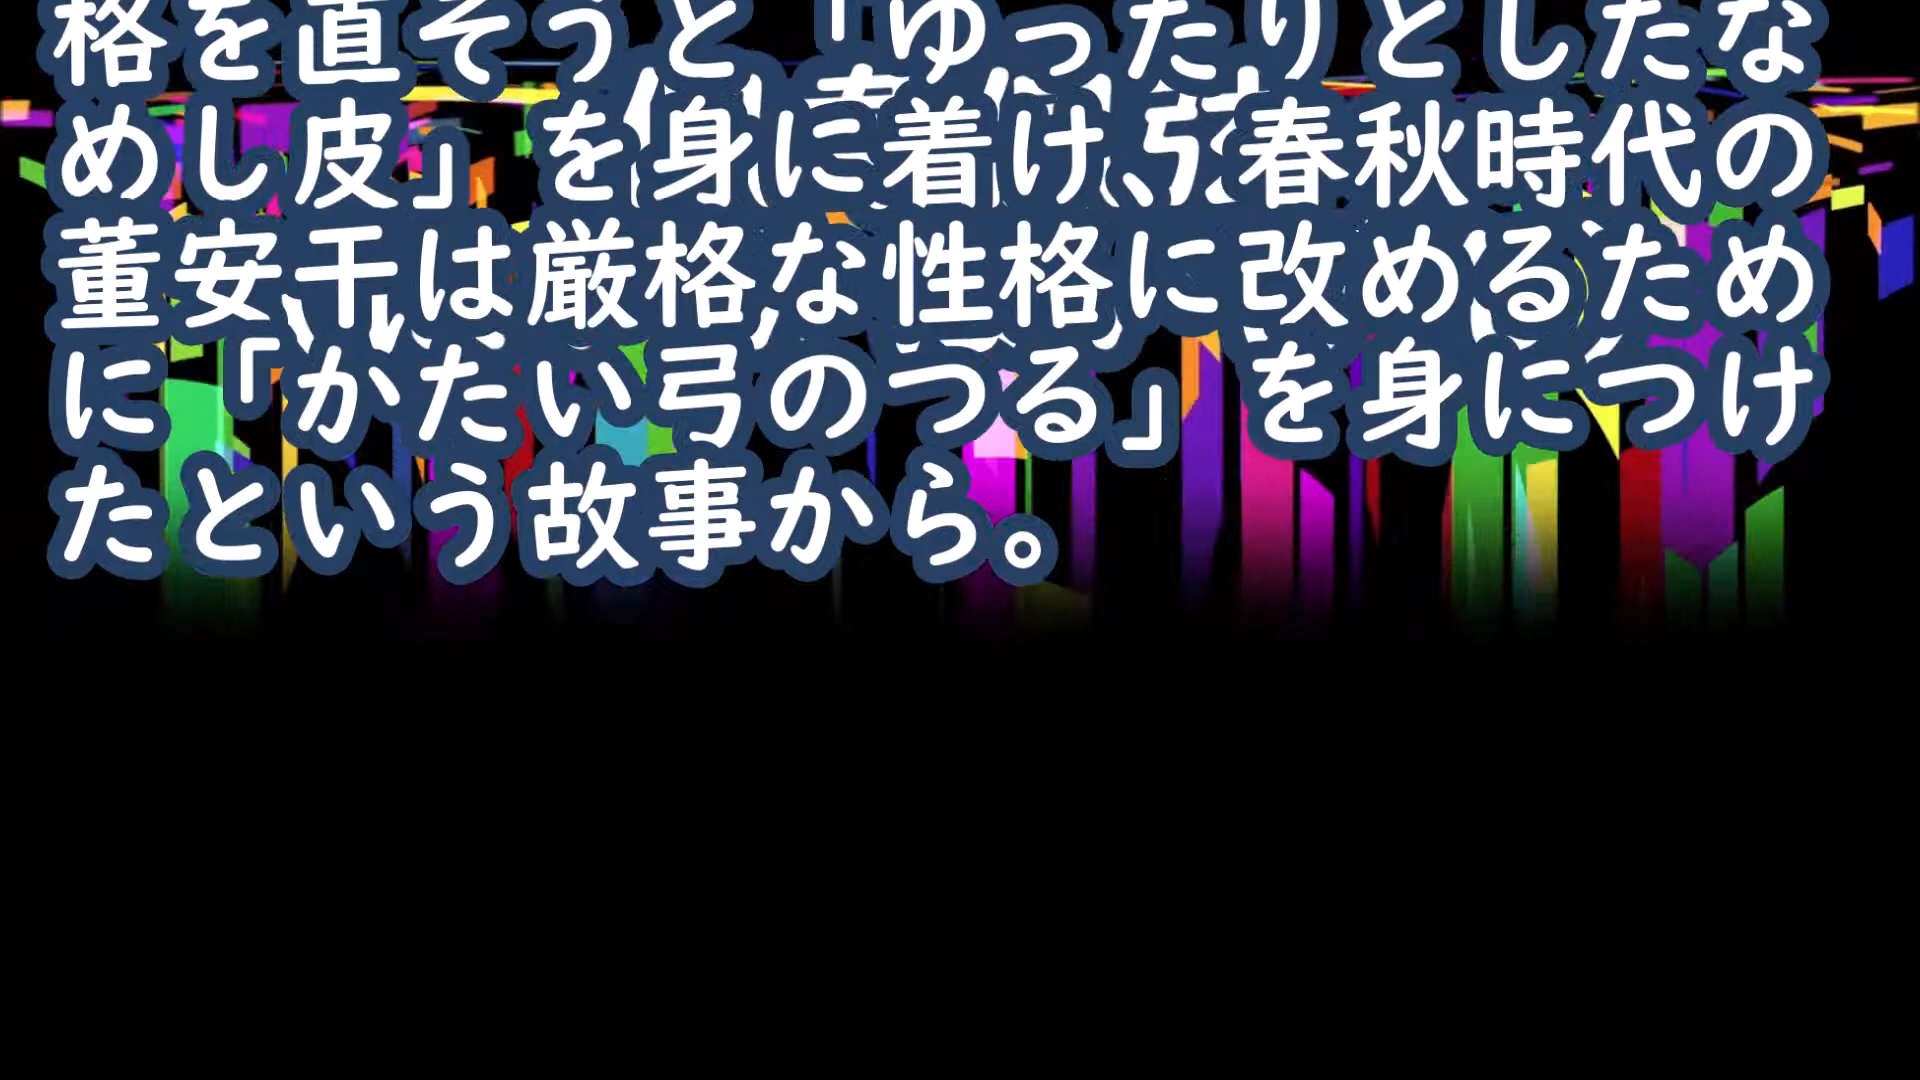 格を直そうと「ゆったりとしたな
めし皮」を身に着け、春秋時代の
董安干は厳格な性格に改めるため
に「かたい弓のつる」を身につけ
たという故事から。